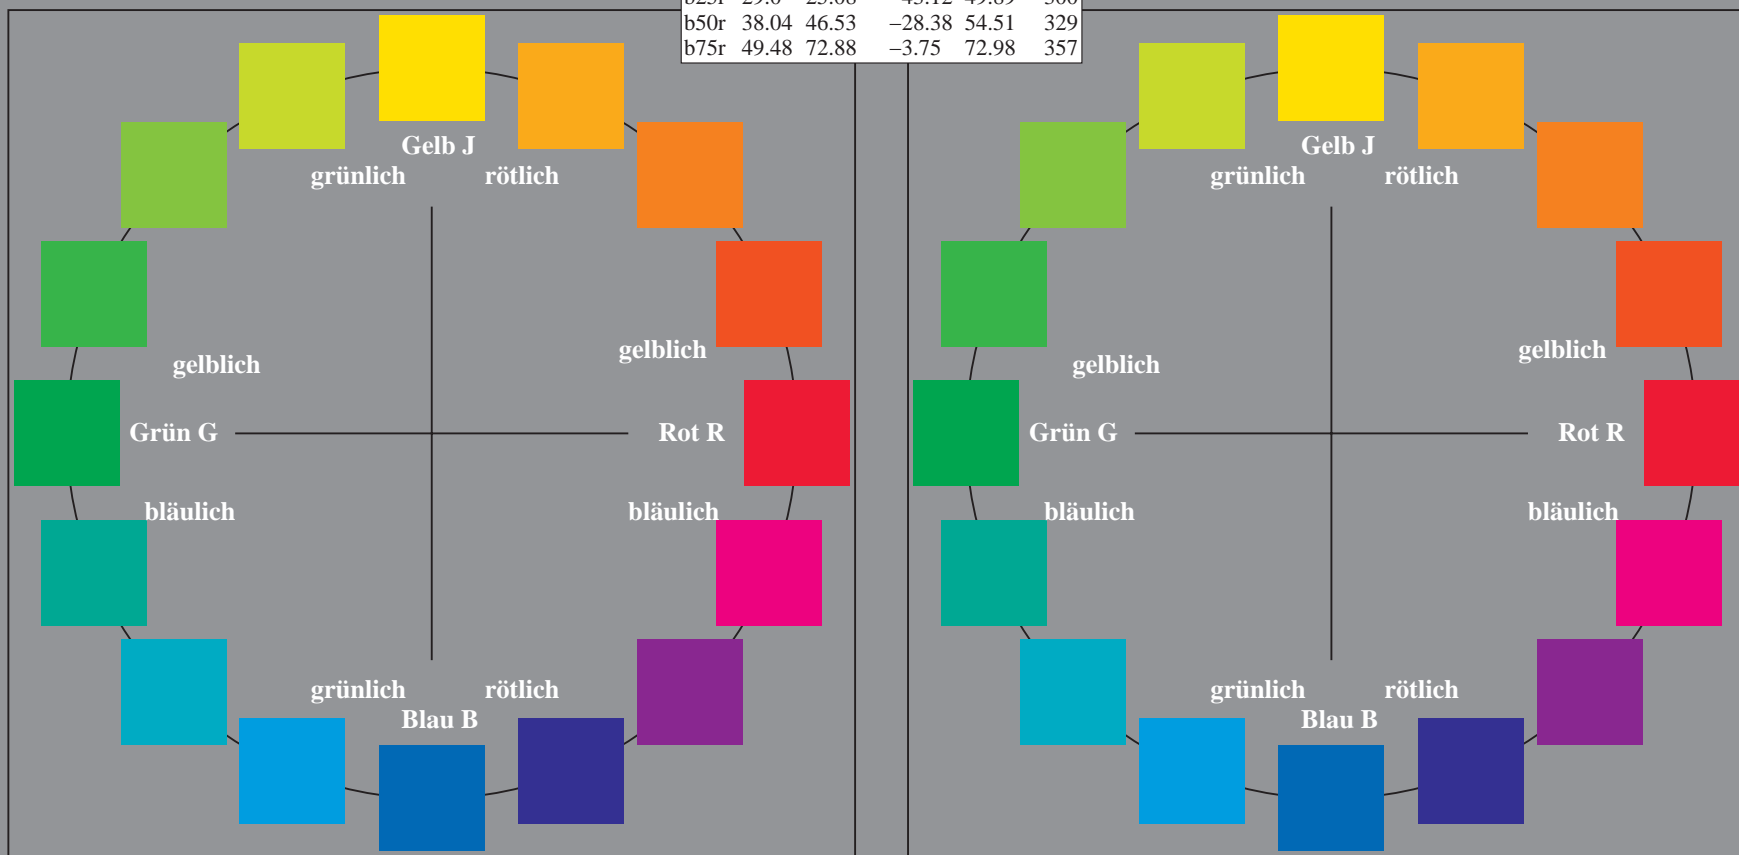 b50r 38.04 46.53 −28.38 54.51 329
b75r 49.48 72.88 −3.75 72.98 357
Gelb J
grünlich rötlich
gelblich
gelblich
Grün G Rot R
bläulich bläulich
grünlich rötlich
Blau B
Gelb J
grünlich rötlich
gelblich
gelblich
Grün G Rot R
bläulich bläulich
grünlich rötlich
Blau B